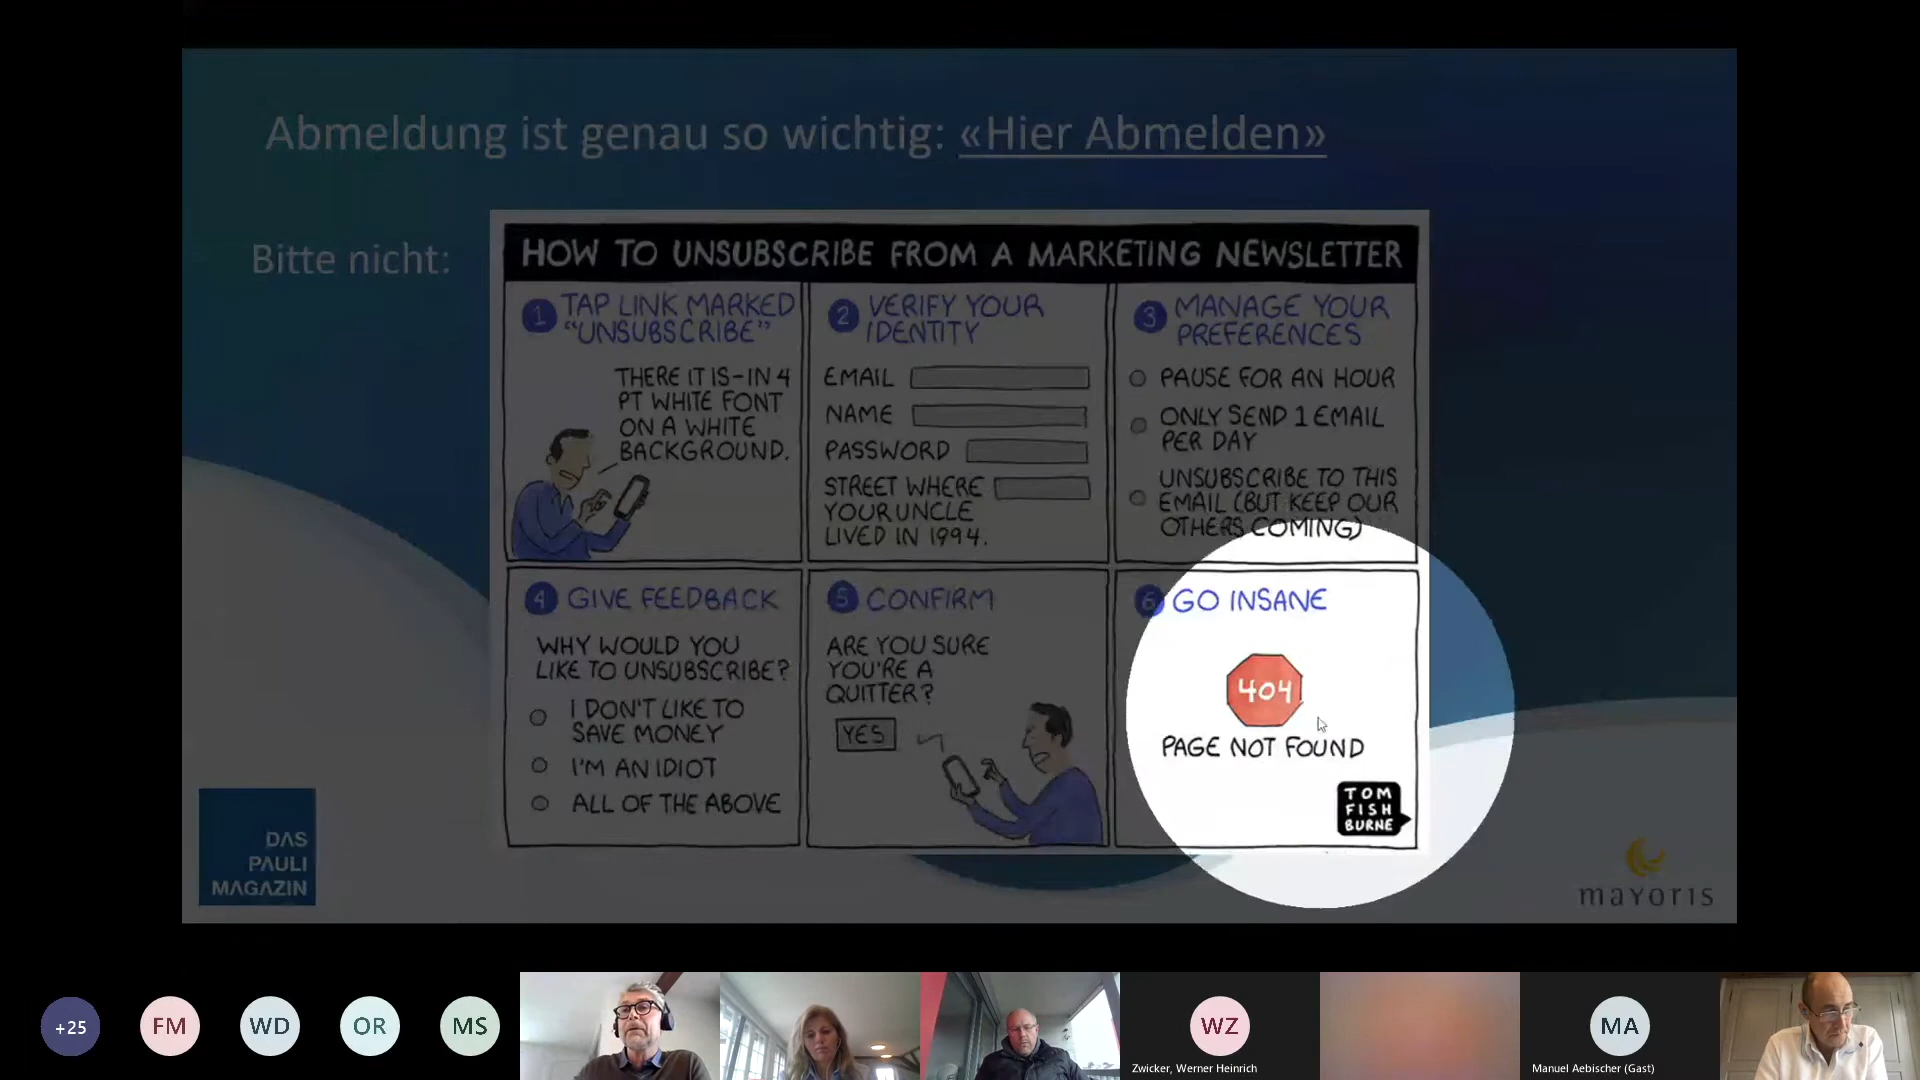 Abmeldung ist genau so wichtig: «Hier Abmelden»
Bitte nicht:
HOW TO UNSUBSCRIBE FROM A MARKETING NEWSLETTER
1 TAP LINK MARKED
“UNSUBSCRIBE”
THERE IT IS-IN 4
PT WHITE FONT
ON A WHITE
BACKGROUND.
2 VERIFY YOUR
IDENTITY
EMAIL
NAME
PASSWORD
STREET WHERE
YOUR UNCLE
LIVED IN 1994.
3 MANAGE YOUR
PREFERENCES
PAUSE FOR AN HOUR
ONLY SEND 1 EMAIL
PER DAY
UNSUBSCRIBE TO THIS
EMAIL (BUT KEEP OUR
OTHERS COMING)
4 GIVE FEEDBACK
WHY WOULD YOU
LIKE TO UNSUBSCRIBE?
I DON'T LIKE TO
SAVE MONEY
I'M AN IDIOT
ALL OF THE ABOVE
5 CONFIRM
ARE YOU SURE
YOU'RE A
QUITTER?
YES
6 GO INSANE
404
PAGE NOT FOUND
TOM
FISH
BURNE
DAS
PAULI
MAGAZIN
mayoris
+25
FM
WD
OR
MS
WZ
Zwicker, Werner Heinrich
MA
Manuel Aebischer (Gast)